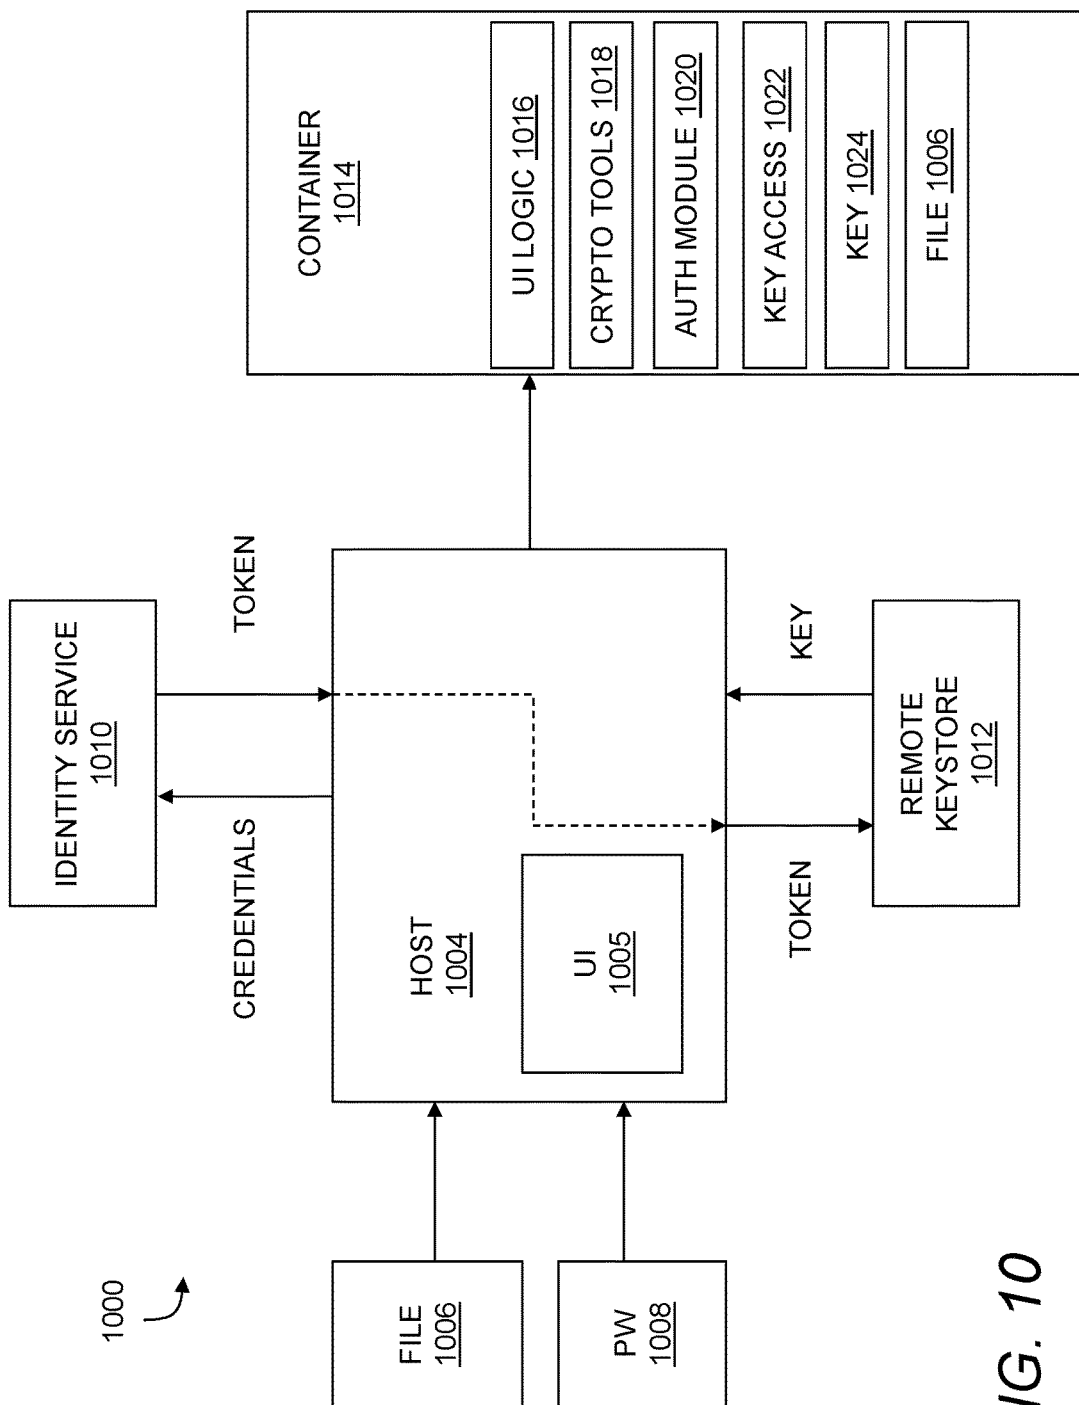 1000
IDENTITY SERVICE
1010
CREDENTIALS
TOKEN
FILE
1006
PW
1008
HOST
1004
UI
1005
TOKEN
KEY
REMOTE
KEYSTORE
1012
CONTAINER
1014
UI LOGIC 1016
CRYPTO TOOLS 1018
AUTH MODULE 1020
KEY ACCESS 1022
KEY 1024
FILE 1006
IG. 10